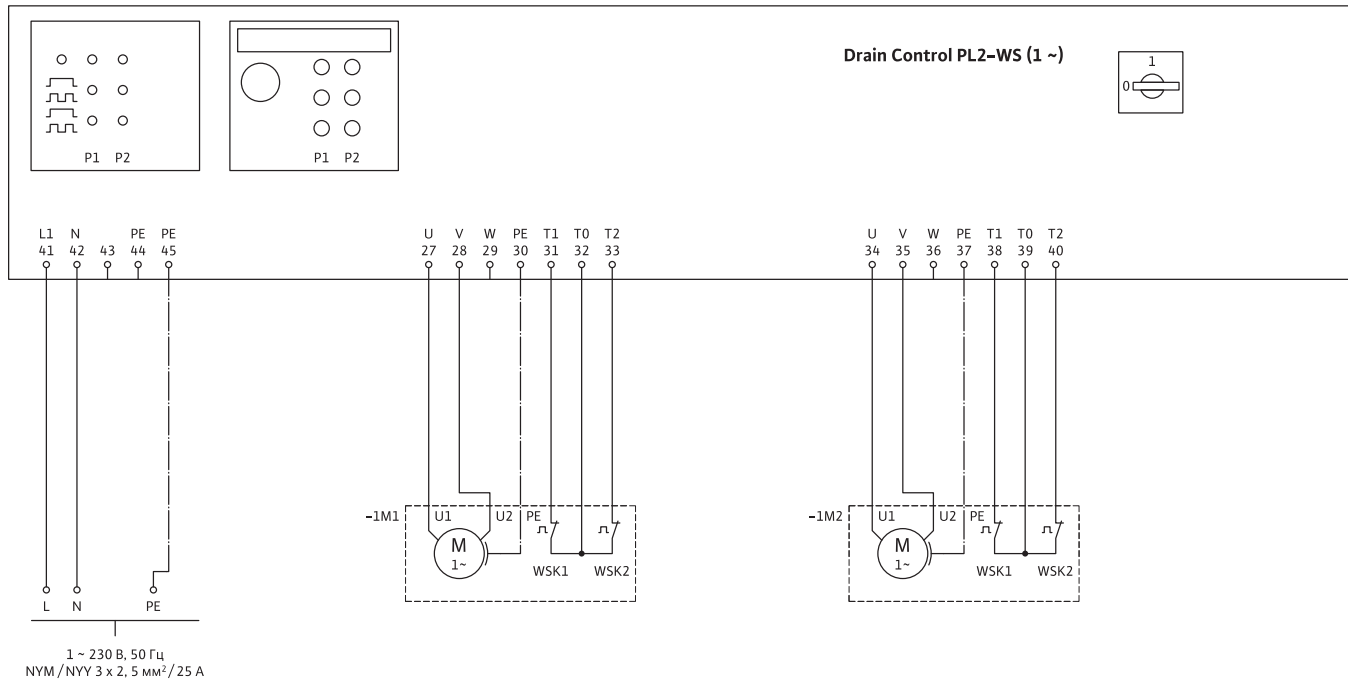 Drain Control PL2-WS (1 ~)
1
0
P1 P2
P1 P2
L1 N PE PE
41 42 43 44 45
U V W PE T1 T0 T2
27 28 29 30 31 32 33
U V W PE T1 T0 T2
34 35 36 37 38 39 40
-1M1 U1 U2 PE
M
1~
WSK1 WSK2
-1M2 U1 U2 PE
M
1~
WSK1 WSK2
L N PE
1 ~ 230 В, 50 Гц
NYM/NYY 3 x 2, 5 мм²/25 A